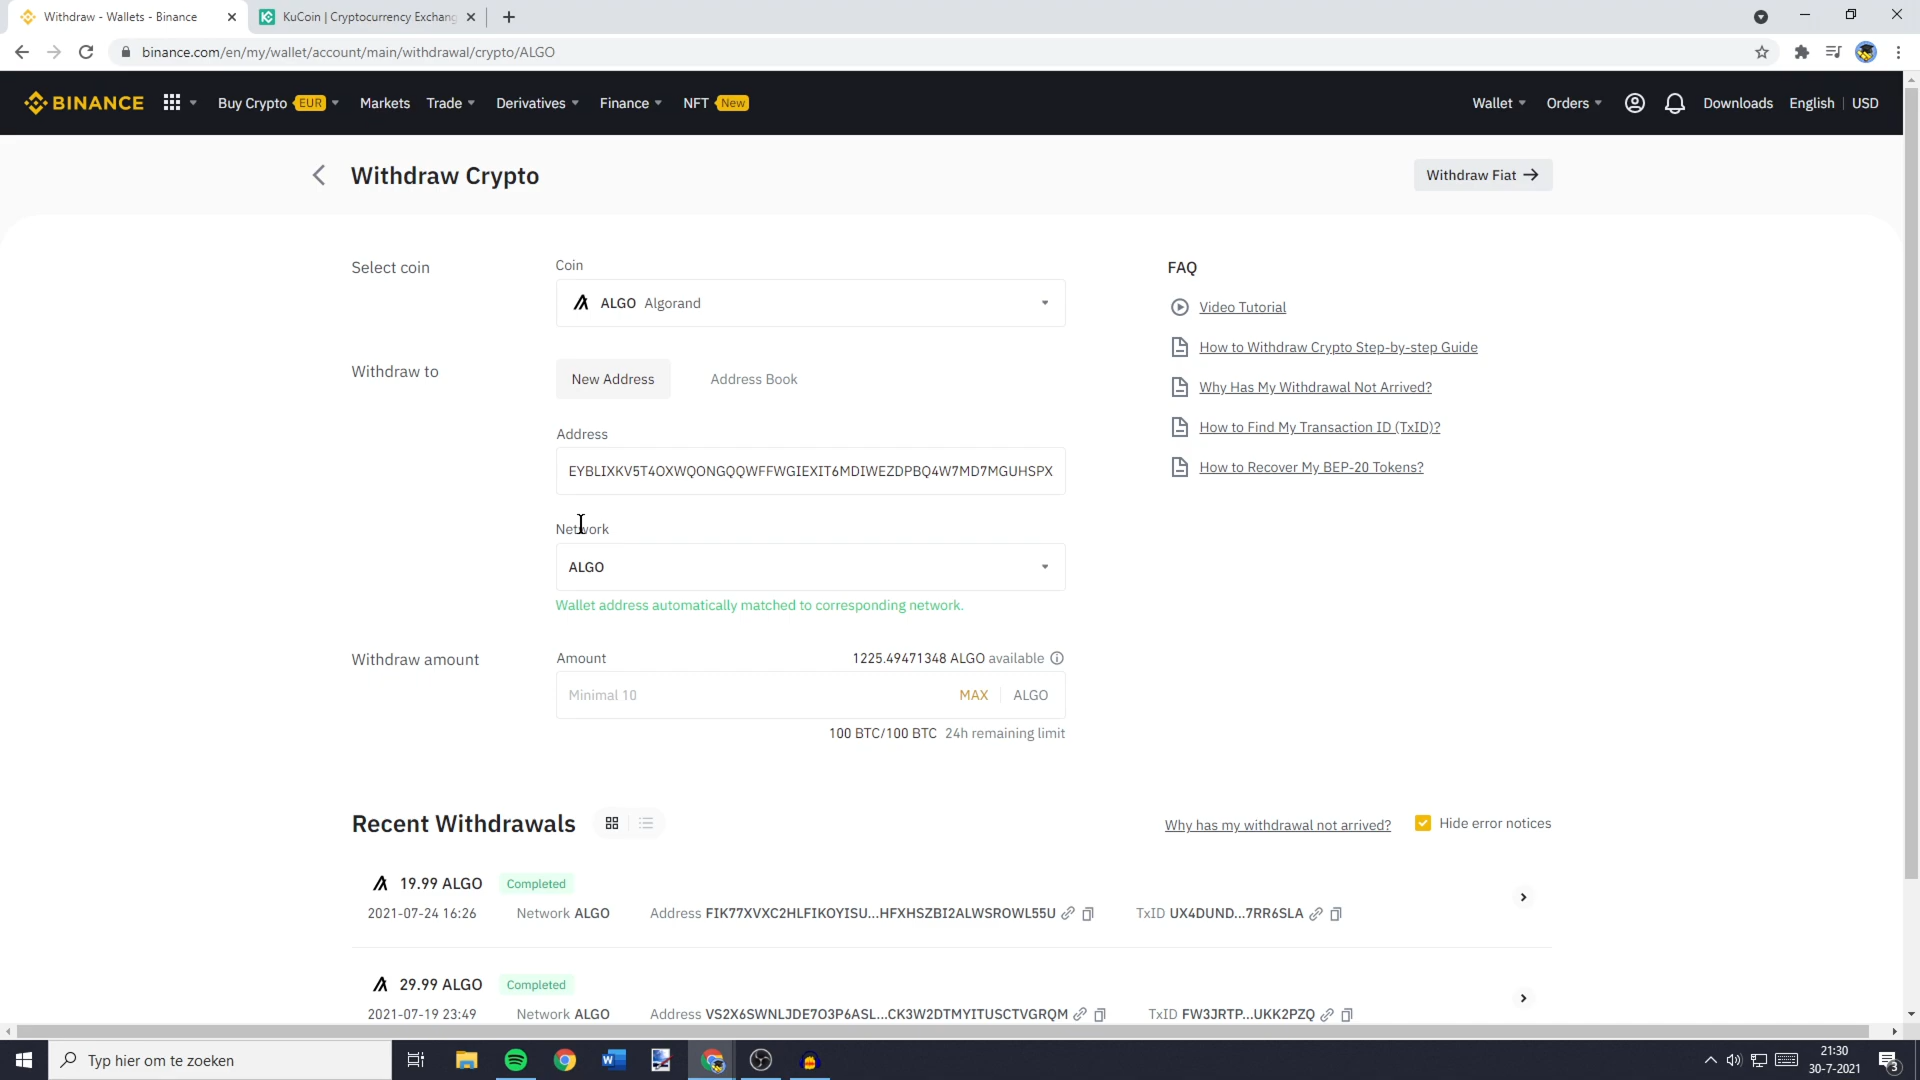 Withdraw - Wallets - Binance
KuCoin | Cryptocurrency Exchang
binance.com/en/my/wallet/account/main/withdrawal/crypto/ALGO
BINANCE Buy Crypto EUR Markets Trade Derivatives Finance NFT New Wallet Orders Downloads English | USD
Withdraw Crypto
Withdraw Fiat →
Select coin
Coin
ALGO Algorand
Withdraw to
New Address Address Book
Address
EYBLIXKV5T4OXWQONGQQWFFWGIEXIT6MDIWEZDPBQ4W7MD7MGUHSPX
Network
ALGO
Wallet address automatically matched to corresponding network.
Withdraw amount
Amount 1225.49471348 ALGO available
Minimal 10 MAX ALGO
100 BTC/100 BTC 24h remaining limit
FAQ
Video Tutorial
How to Withdraw Crypto Step-by-step Guide
Why Has My Withdrawal Not Arrived?
How to Find My Transaction ID (TxID)?
How to Recover My BEP-20 Tokens?
Recent Withdrawals
Why has my withdrawal not arrived? Hide error notices
19.99 ALGO Completed
2021-07-24 16:26 Network ALGO Address FIK77XVXC2HLFIKOYISU...HFXHSZBI2ALWSROWL55U TxID UX4DUND...7RR6SLA
29.99 ALGO Completed
2021-07-19 23:49 Network ALGO Address VS2X6SWNLJDE7O3P6ASL...CK3W2DTMYITUSCTVGRQM TxID FW3JRTP...UKK2PZQ
Typ hier om te zoeken
21:30
30-7-2021
3